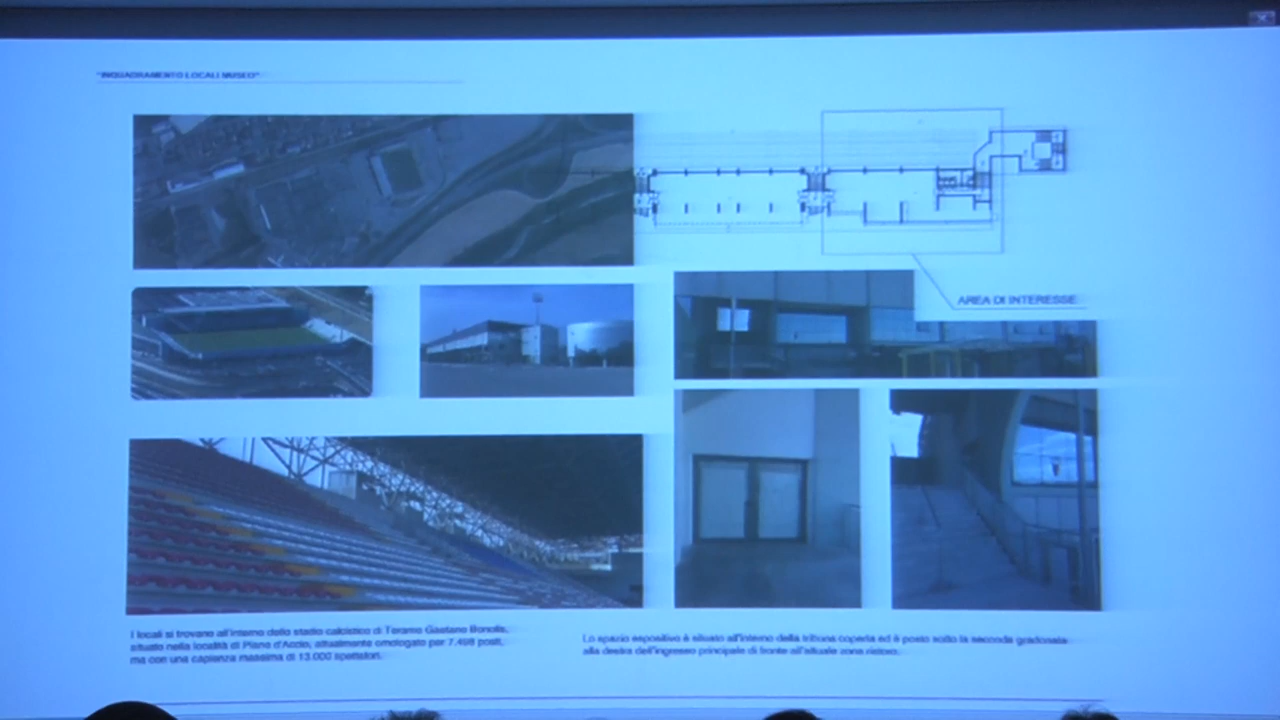 "INQUADRAMENTO LOCALI MUSEO"
AREA DI INTERESSE
I locali si trovano all'interno dello stadio calcistico di Teramo Gaetano Bonolis,
situato nella località di Piano d'Accio, attualmente omologato per 7.498 posti,
ma con una capienza massima di 13.000 spettatori.
Lo spazio espositivo è situato all'interno della tribuna coperta ed è posto sotto la seconda gradonata
alla destra dell'ingresso principale di fronte all'attuale zona ristoro.